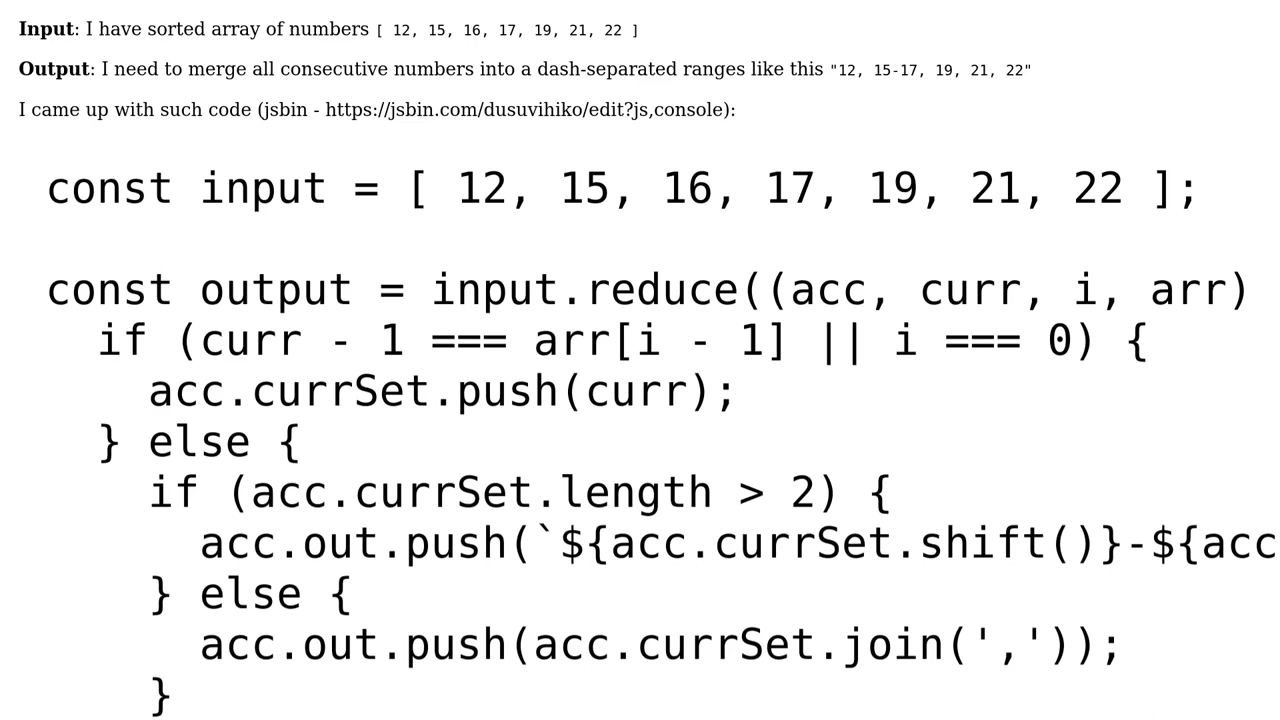 Input: I have sorted array of numbers [ 12, 15, 16, 17, 19, 21, 22 ]
Output: I need to merge all consecutive numbers into a dash-separated ranges like this "12, 15-17, 19, 21, 22"
I came up with such code (jsbin - https://jsbin.com/dusuvihiko/edit?js,console):
const input = [ 12, 15, 16, 17, 19, 21, 22 ];
const output = input.reduce((acc, curr, i, arr)
if (curr - 1 === arr[i - 1] || i === 0) {
acc.currSet.push(curr);
} else {
if (acc.currSet.length > 2) {
acc.out.push(`${acc.currSet.shift()}-${acc
} else {
acc.out.push(acc.currSet.join(','));
}